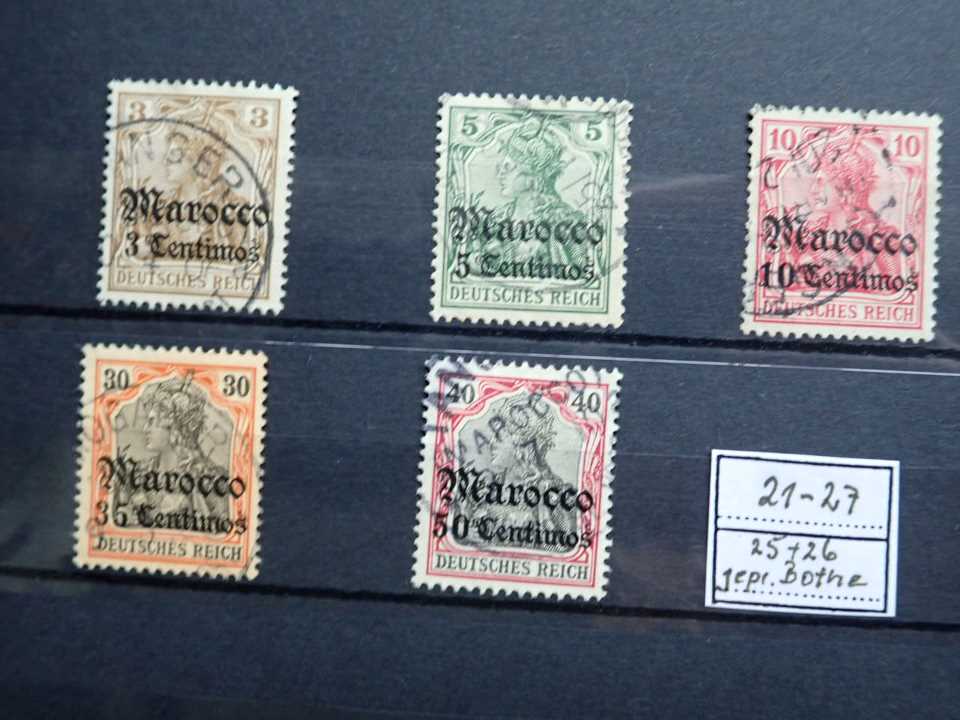 3 3
ANGER
Marocco
3 Centimos
DEUTSCHES REICH
5 5
Marocco
5 Centimos
DEUTSCHES REICH
10 10
Marocco
10 Centimos
DEUTSCHES REICH
30 30
Marocco
35 Centimos
DEUTSCHES REICH
40 40
MAROCCO
Marocco
50 Centimos
DEUTSCHES REICH
21-27
25+26
gepr. Bothe